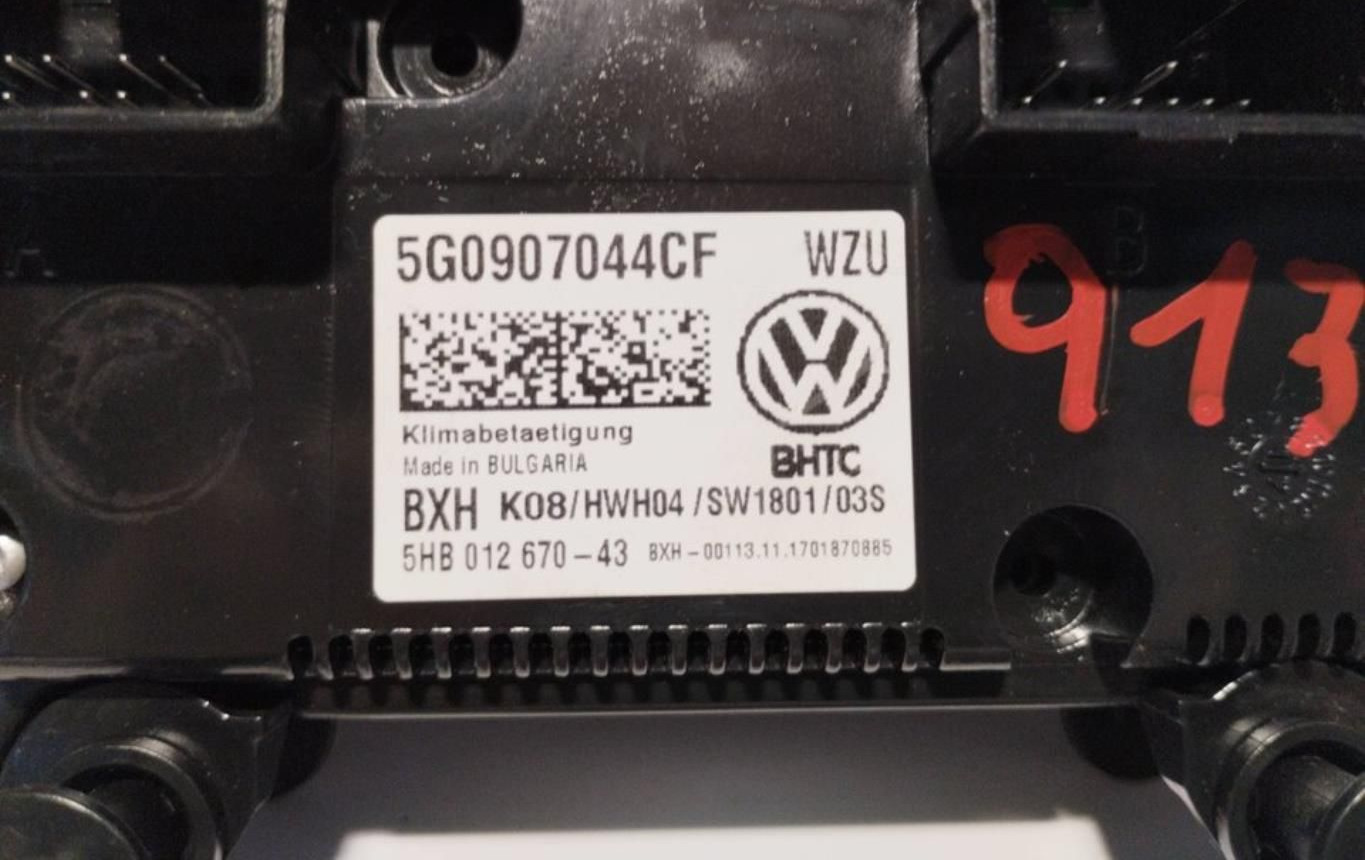 5G0907044CF WZU
Klimabetaetigung
Made in BULGARIA
BHTC
BXH K08/HWH04/SW1801/03S
5HB 012 670-43 BXH-00113.11.1701870885
913
B